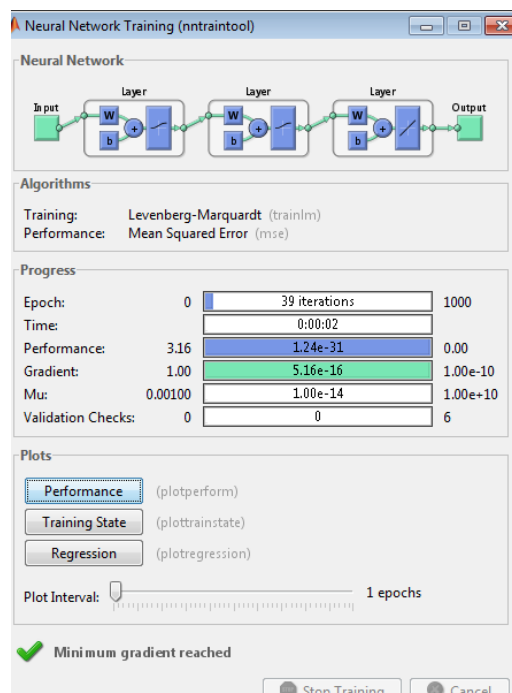 Neural Network Training (nntraintool)
Neural Network
Layer Layer Layer
Input W b + W b + W b + Output
Algorithms
Training: Levenberg-Marquardt (trainlm)
Performance: Mean Squared Error (mse)
Progress
Epoch: 0 39 iterations 1000
Time: 0:00:02
Performance: 3.16 1.24e-31 0.00
Gradient: 1.00 5.16e-16 1.00e-10
Mu: 0.00100 1.00e-14 1.00e+10
Validation Checks: 0 0 6
Plots
Performance (plotperform)
Training State (plottrainstate)
Regression (plotregression)
Plot Interval: 1 epochs
Minimum gradient reached
Stop Training Cancel